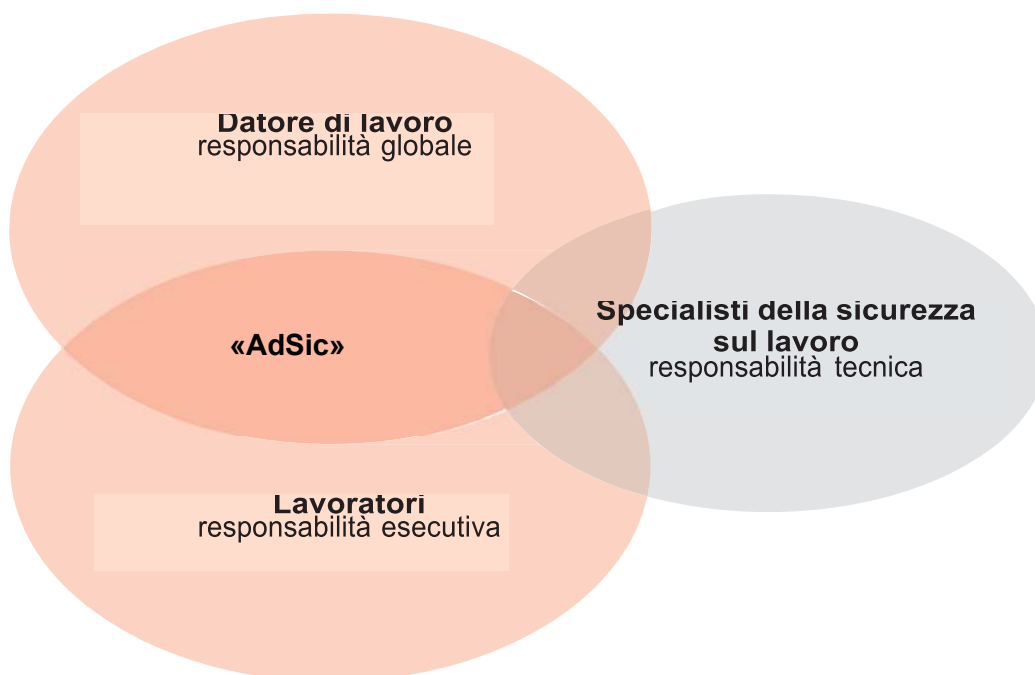 Datore di lavoro
responsabilità globale
Specialisti della sicurezza
sul lavoro
responsabilità tecnica
«AdSic»
Lavoratori
responsabilità esecutiva